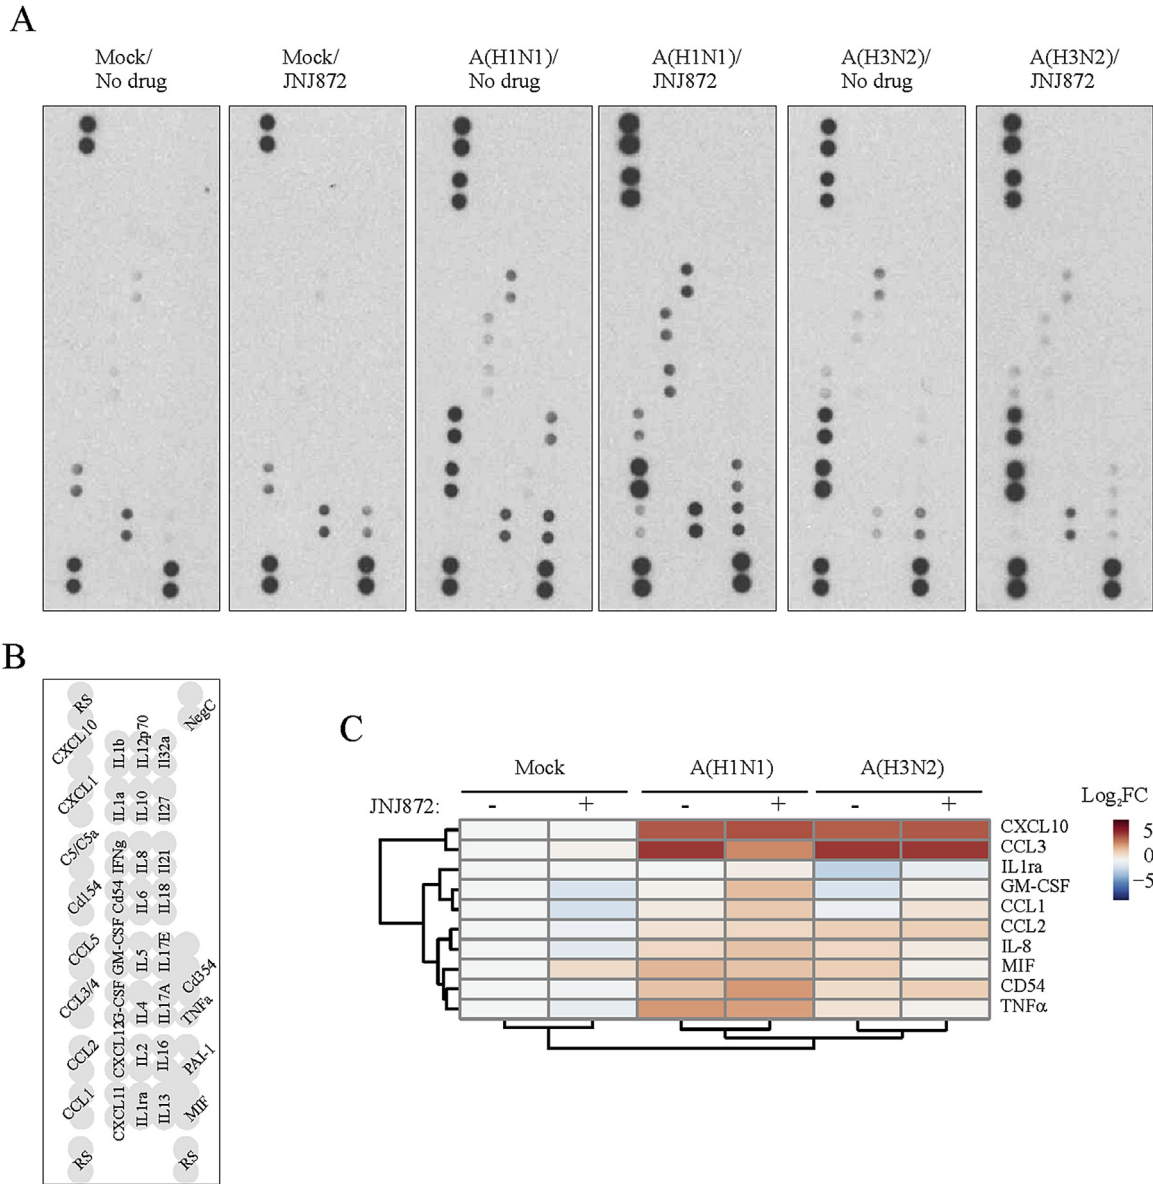 A
Mock/
No drug
Mock/
JNJ872
A(H1N1)/
No drug
A(H1N1)/
JNJ872
A(H3N2)/
No drug
A(H3N2)/
JNJ872
B
RS
NegC
CXCL10
IL1b
IL12p70
Il32a
CXCL1
IL1a
IL10
Il27
C5/C5a
IFNg
IL8
Il21
Cd154
Cd54
IL6
IL18
CCL5
GM-CSF
IL5
IL17E
Cd354
CCL3/4
G-CSF
IL4
IL17A
TNFa
CCL2
CXCL12
IL2
IL16
PAI-1
CCL1
CXCL11
IL1ra
IL13
MIF
RS
RS
C
Mock
A(H1N1)
A(H3N2)
JNJ872:
-
+
-
+
-
+
Log₂FC
5
0
−5
CXCL10
CCL3
IL1ra
GM-CSF
CCL1
CCL2
IL-8
MIF
CD54
TNFα